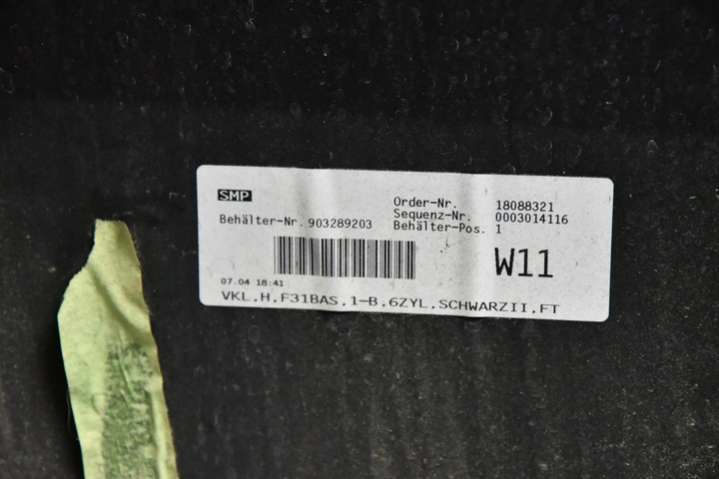 SMP
Order-Nr. 18088321
Sequenz-Nr. 0003014116
Behälter-Nr. 903289203 Behälter-Pos. 1
W11
07.04 18:41
VKL.H.F31BAS.1-B.6ZYL.SCHWARZII.FT